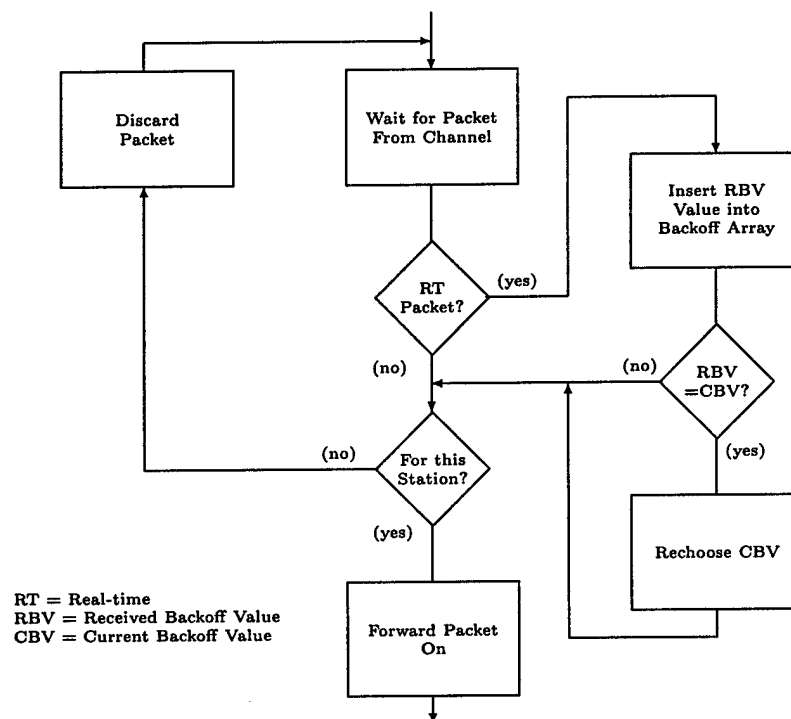 Discard
Packet
Wait for Packet
From Channel
Insert RBV
Value into
Backoff Array
RT
Packet?
(yes)
(no)
(no)
RBV
=CBV?
(yes)
(no)
For this
Station?
(yes)
Rechoose CBV
Forward Packet
On
RT = Real-time
RBV = Received Backoff Value
CBV = Current Backoff Value